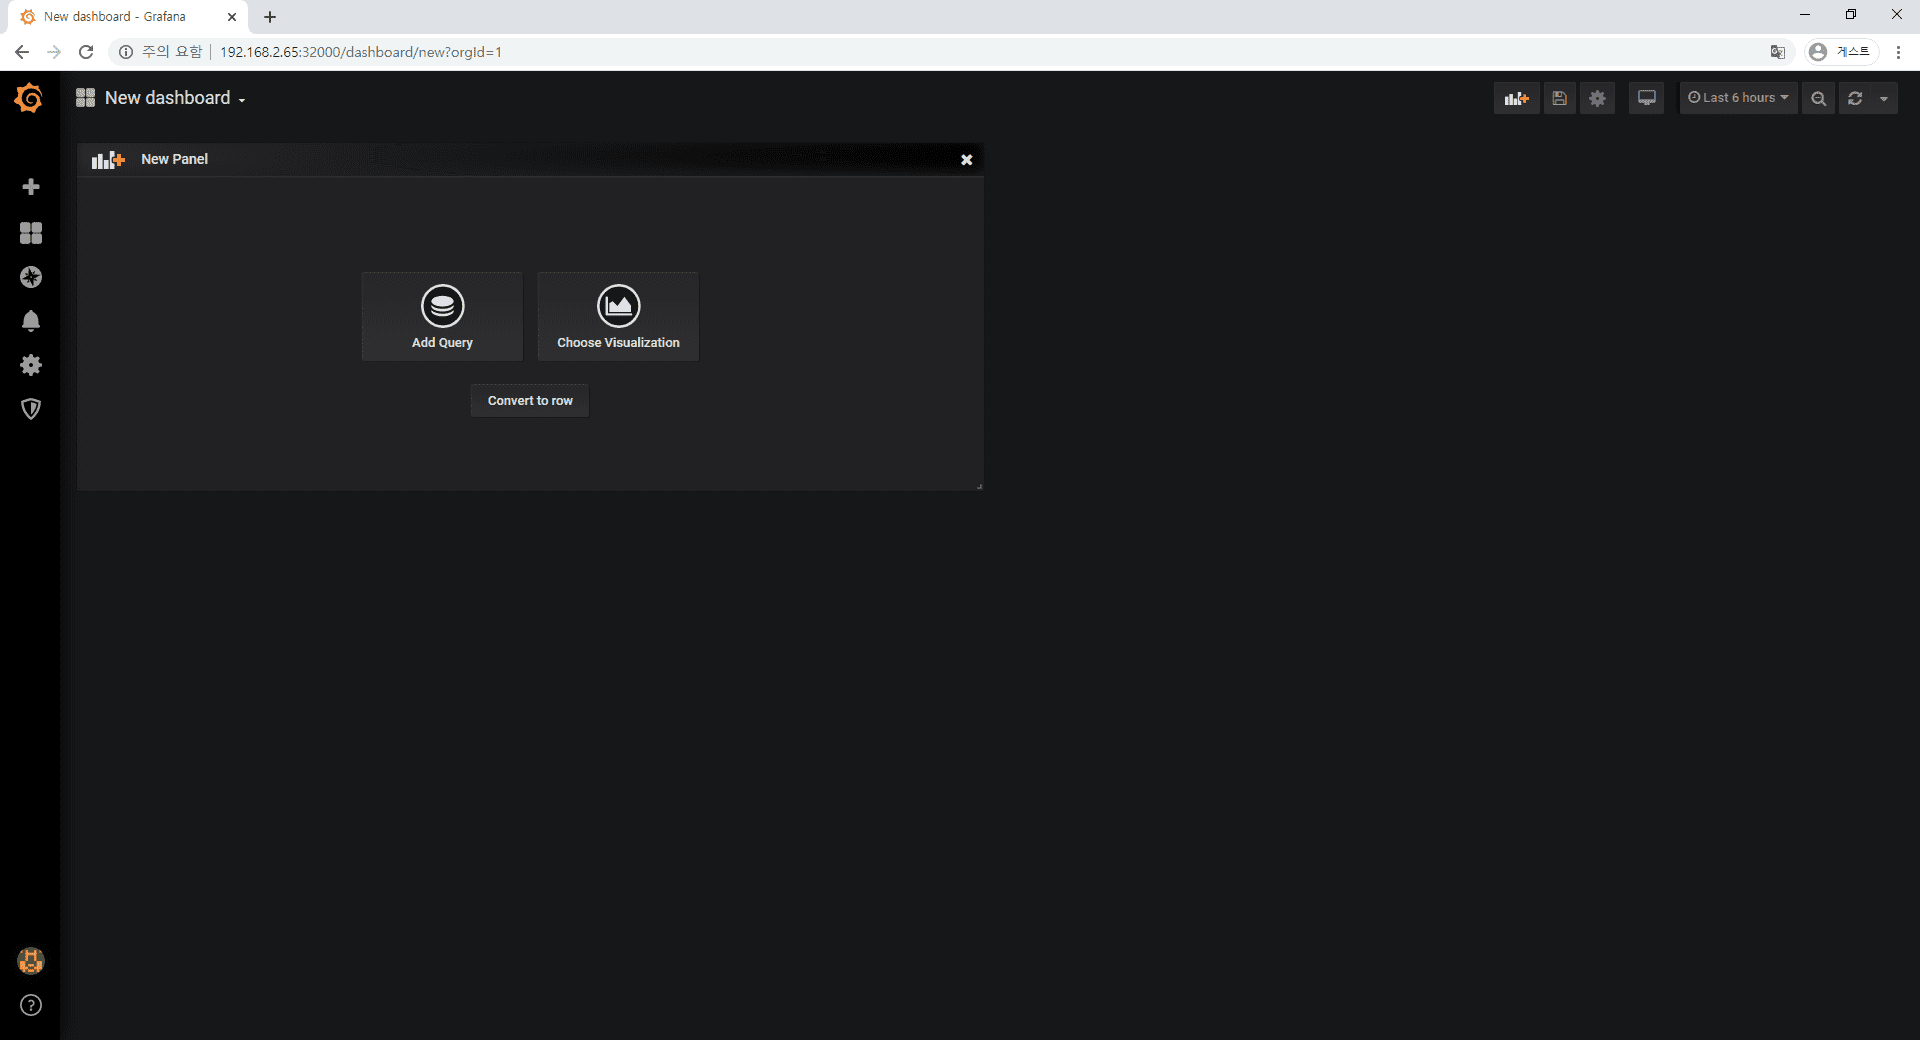 New dashboard - Grafana
주의 요함 | 192.168.2.65:32000/dashboard/new?orgId=1
게스트
New dashboard
Last 6 hours
New Panel
Add Query
Choose Visualization
Convert to row